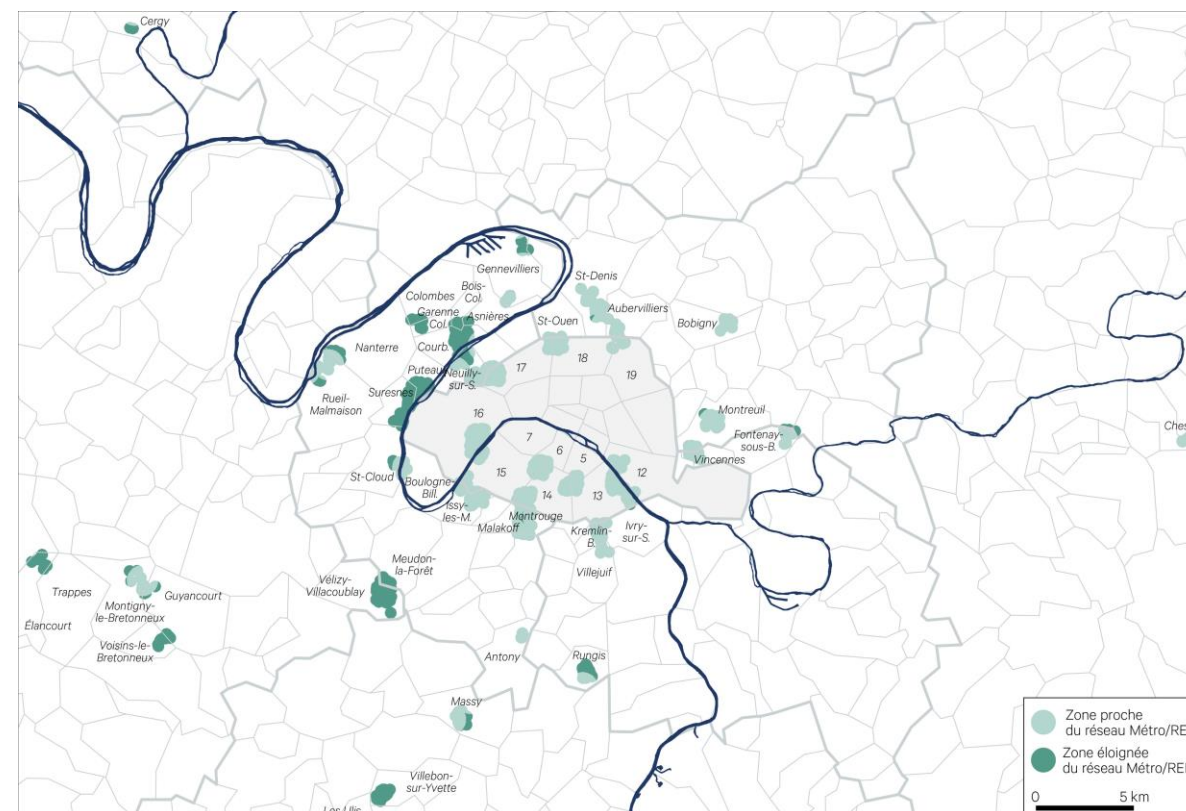 Cergy
Gennevilliers
St-Denis
Bois-
Col.
Colombes
Aubervilliers
Garenne
Col.
Asnières
St-Ouen
Bobigny
Courb.
18
Nanterre
17
19
Puteaux
Neuilly-
sur-S.
Suresnes
Rueil-
Malmaison
16
Montreuil
Fontenay-
sous-B.
7
6
5
Vincennes
12
St-Cloud
Boulogne-
Bill.
15
14
13
Issy-
les-M.
Malakoff
Montrouge
Kremlin-
B.
Ivry-
sur-S.
Villejuif
Meudon-
la-Forêt
Vélizy-
Villacoublay
Trappes
Guyancourt
Montigny-
le-Bretonneux
Élancourt
Voisins-le-
Bretonneux
Antony
Rungis
Massy
Villebon-
sur-Yvette
Les Ulis
Zone proche
du réseau Métro/RE
Zone éloignée
du réseau Métro/RE
0 5 km